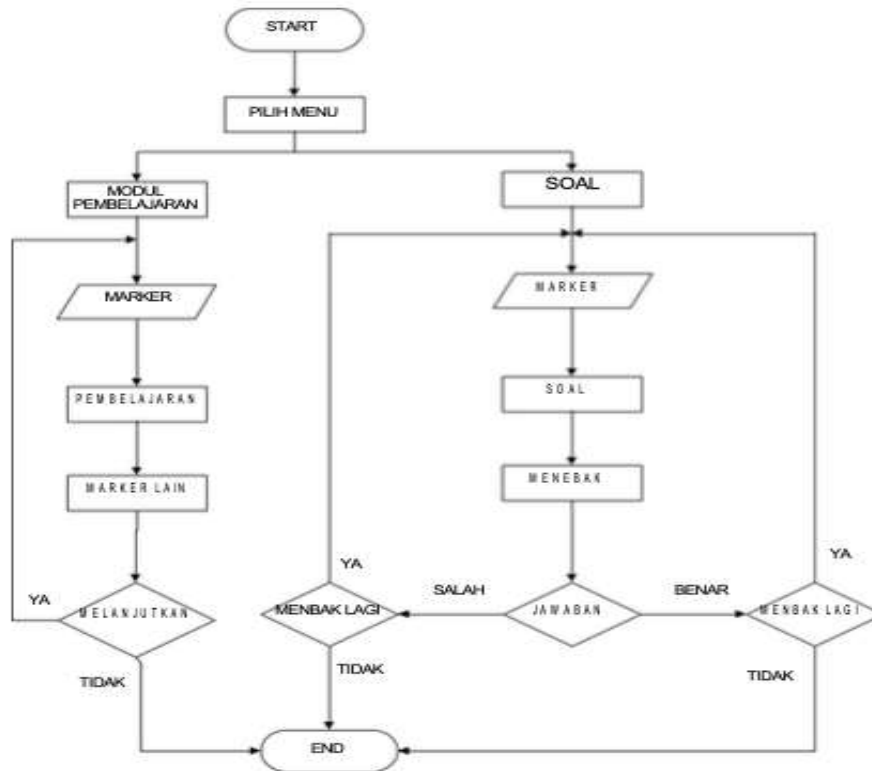 START
PILIH MENU
MODUL
PEMBELAJARAN
SOAL
MARKER
MARKER
PEMBELAJARAN
SOAL
MARKER LAIN
MENEBAK
YA
MELANJUTKAN
TIDAK
YA
MENBAK LAGI
TIDAK
SALAH
JAWABAN
BENAR
YA
MENBAK LAGI
TIDAK
END